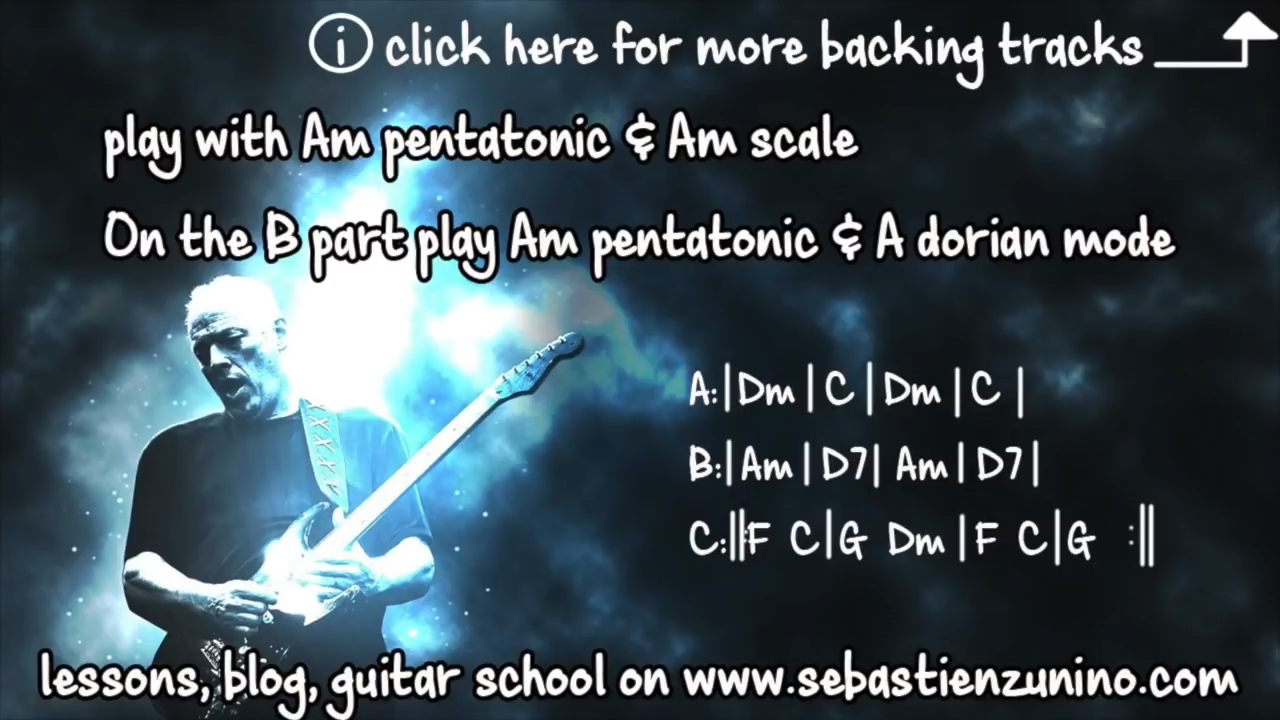 i click here for more backing tracks
play with Am pentatonic & Am scale
On the B part play Am pentatonic & A dorian mode
A:|Dm | C | Dm | C |
B:|Am | D7| Am | D7|
C:‖:F C|G Dm | F C|G :‖
lessons, blog, guitar school on www.sebastienzunino.com